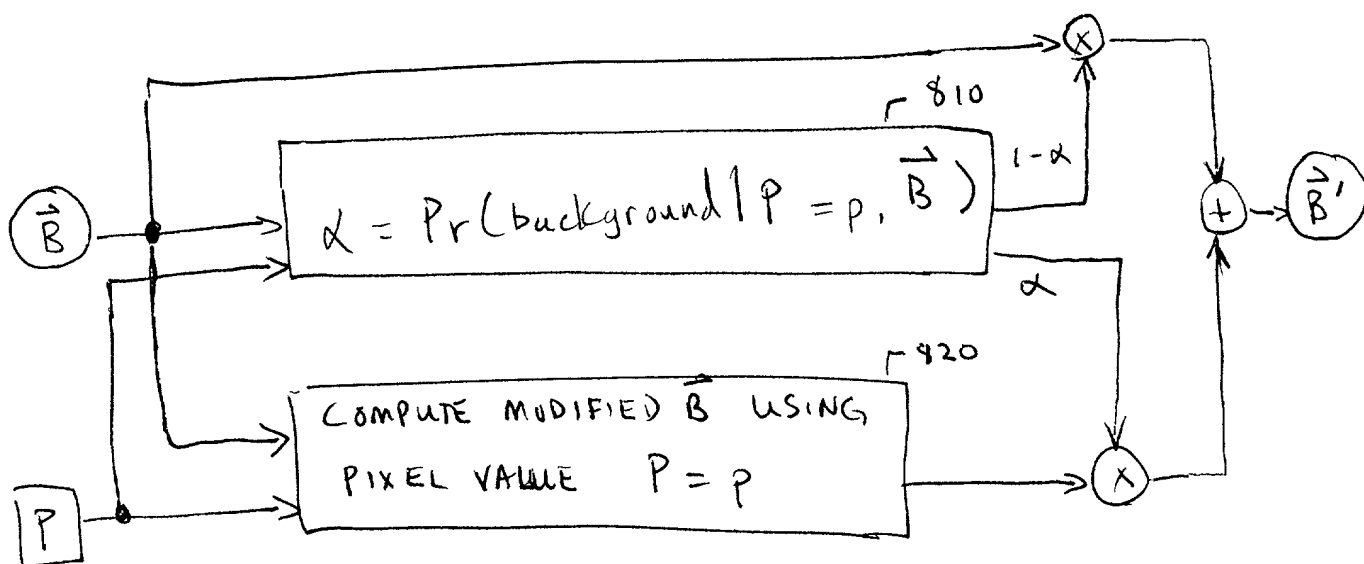 x
810
1-α
B⃗
α = Pr(background | P = p, B⃗)
+
B⃗'
α
820
COMPUTE MODIFIED B⃗ USING
PIXEL VALUE P = p
x
P